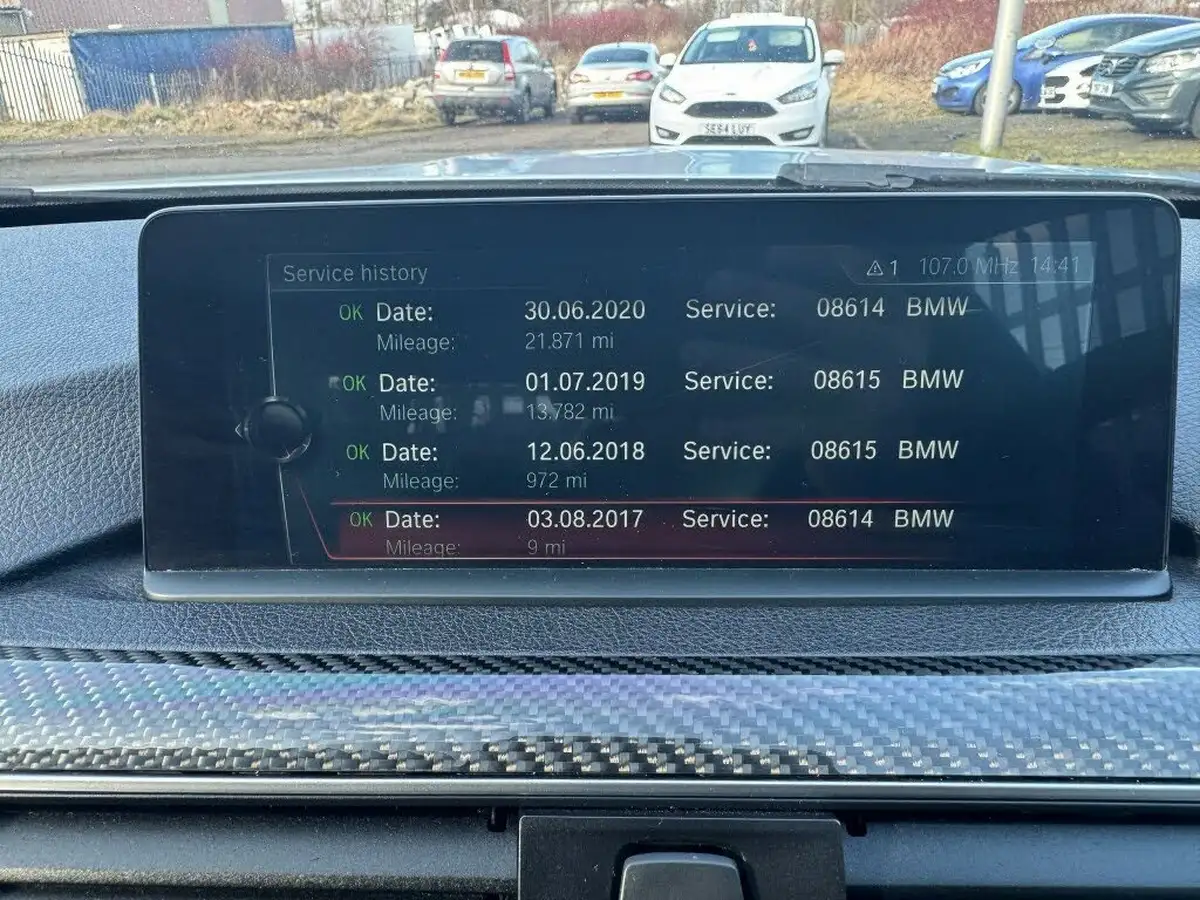 SE64 LUY
Service history
1 107.0 MHz 14:41
OK Date: 30.06.2020 Service: 08614 BMW
Mileage: 21.871 mi
OK Date: 01.07.2019 Service: 08615 BMW
Mileage: 13.782 mi
OK Date: 12.06.2018 Service: 08615 BMW
Mileage: 972 mi
OK Date: 03.08.2017 Service: 08614 BMW
Mileage: 9 mi